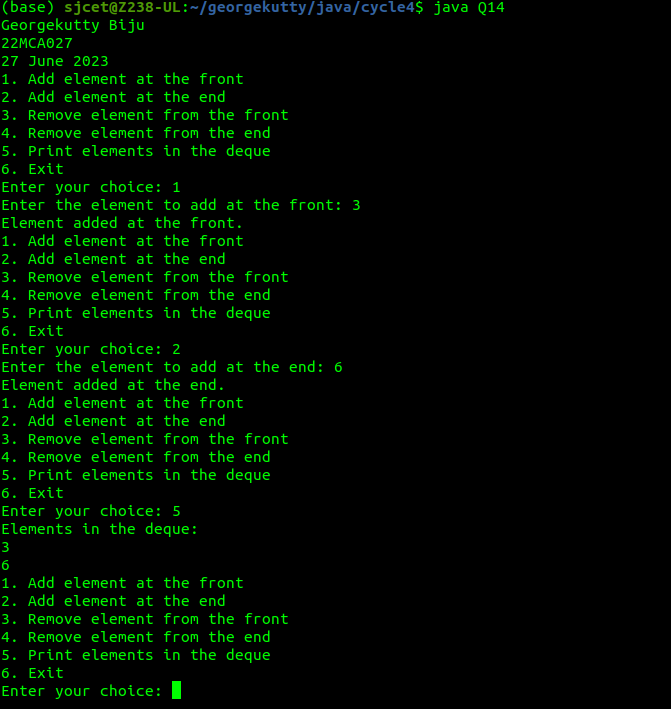 (base) sjcet@Z238-UL:~/georgekutty/java/cycle4$ java Q14
Georgekutty Biju
22MCA027
27 June 2023
1. Add element at the front
2. Add element at the end
3. Remove element from the front
4. Remove element from the end
5. Print elements in the deque
6. Exit
Enter your choice: 1
Enter the element to add at the front: 3
Element added at the front.
1. Add element at the front
2. Add element at the end
3. Remove element from the front
4. Remove element from the end
5. Print elements in the deque
6. Exit
Enter your choice: 2
Enter the element to add at the end: 6
Element added at the end.
1. Add element at the front
2. Add element at the end
3. Remove element from the front
4. Remove element from the end
5. Print elements in the deque
6. Exit
Enter your choice: 5
Elements in the deque:
3
6
1. Add element at the front
2. Add element at the end
3. Remove element from the front
4. Remove element from the end
5. Print elements in the deque
6. Exit
Enter your choice: